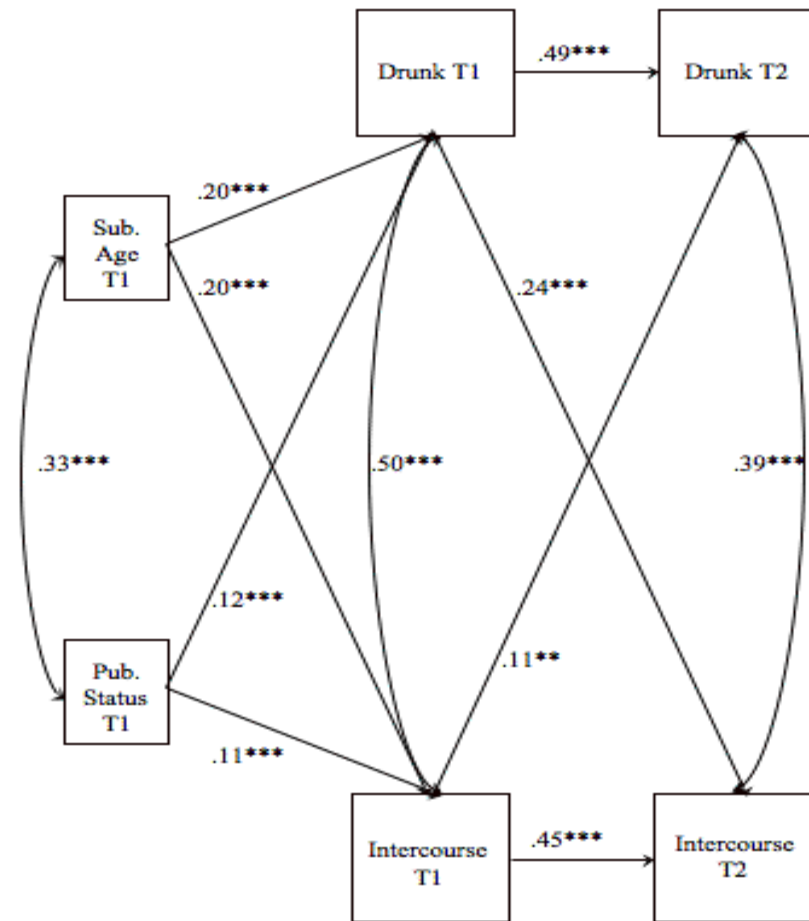 Drunk T1
.49***
Drunk T2
.20***
Sub.
Age
T1
.20***
.24***
.33***
.50***
.39***
.12***
.11**
Pub.
Status
T1
.11***
Intercourse
T1
.45***
Intercourse
T2